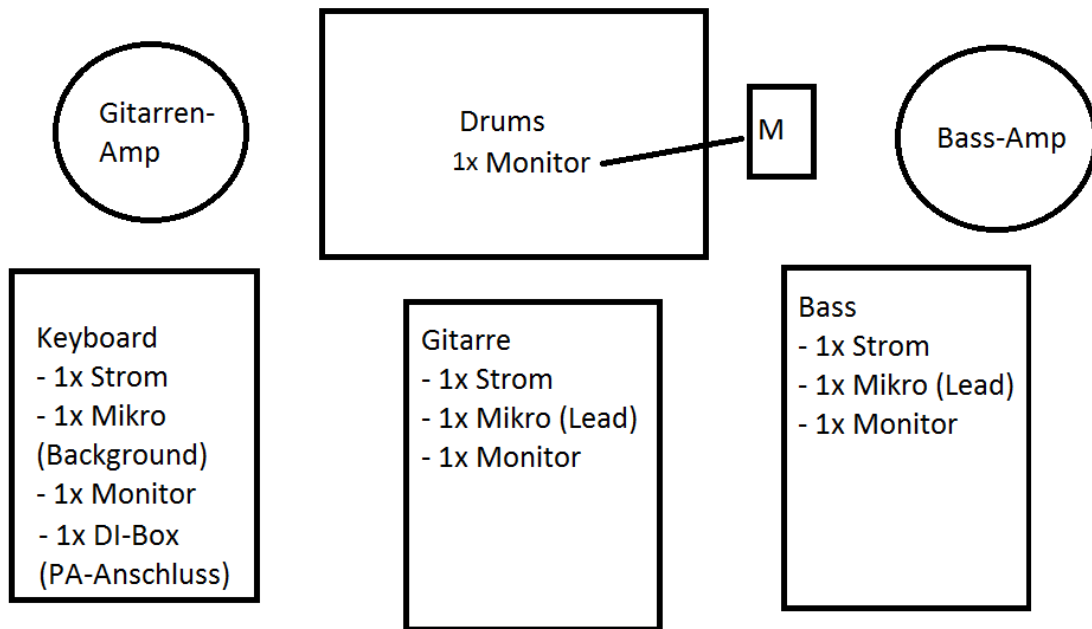 Gitarren-
Amp
Drums
1x Monitor
M
Bass-Amp
Keyboard
- 1x Strom
- 1x Mikro
(Background)
- 1x Monitor
- 1x DI-Box
(PA-Anschluss)
Gitarre
- 1x Strom
- 1x Mikro (Lead)
- 1x Monitor
Bass
- 1x Strom
- 1x Mikro (Lead)
- 1x Monitor